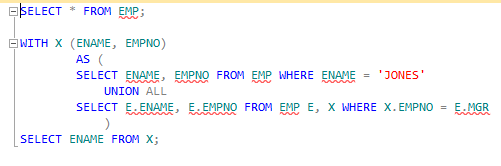 SELECT * FROM EMP;
WITH X (ENAME, EMPNO)
AS (
SELECT ENAME, EMPNO FROM EMP WHERE ENAME = 'JONES'
UNION ALL
SELECT E.ENAME, E.EMPNO FROM EMP E, X WHERE X.EMPNO = E.MGR
)
SELECT ENAME FROM X;